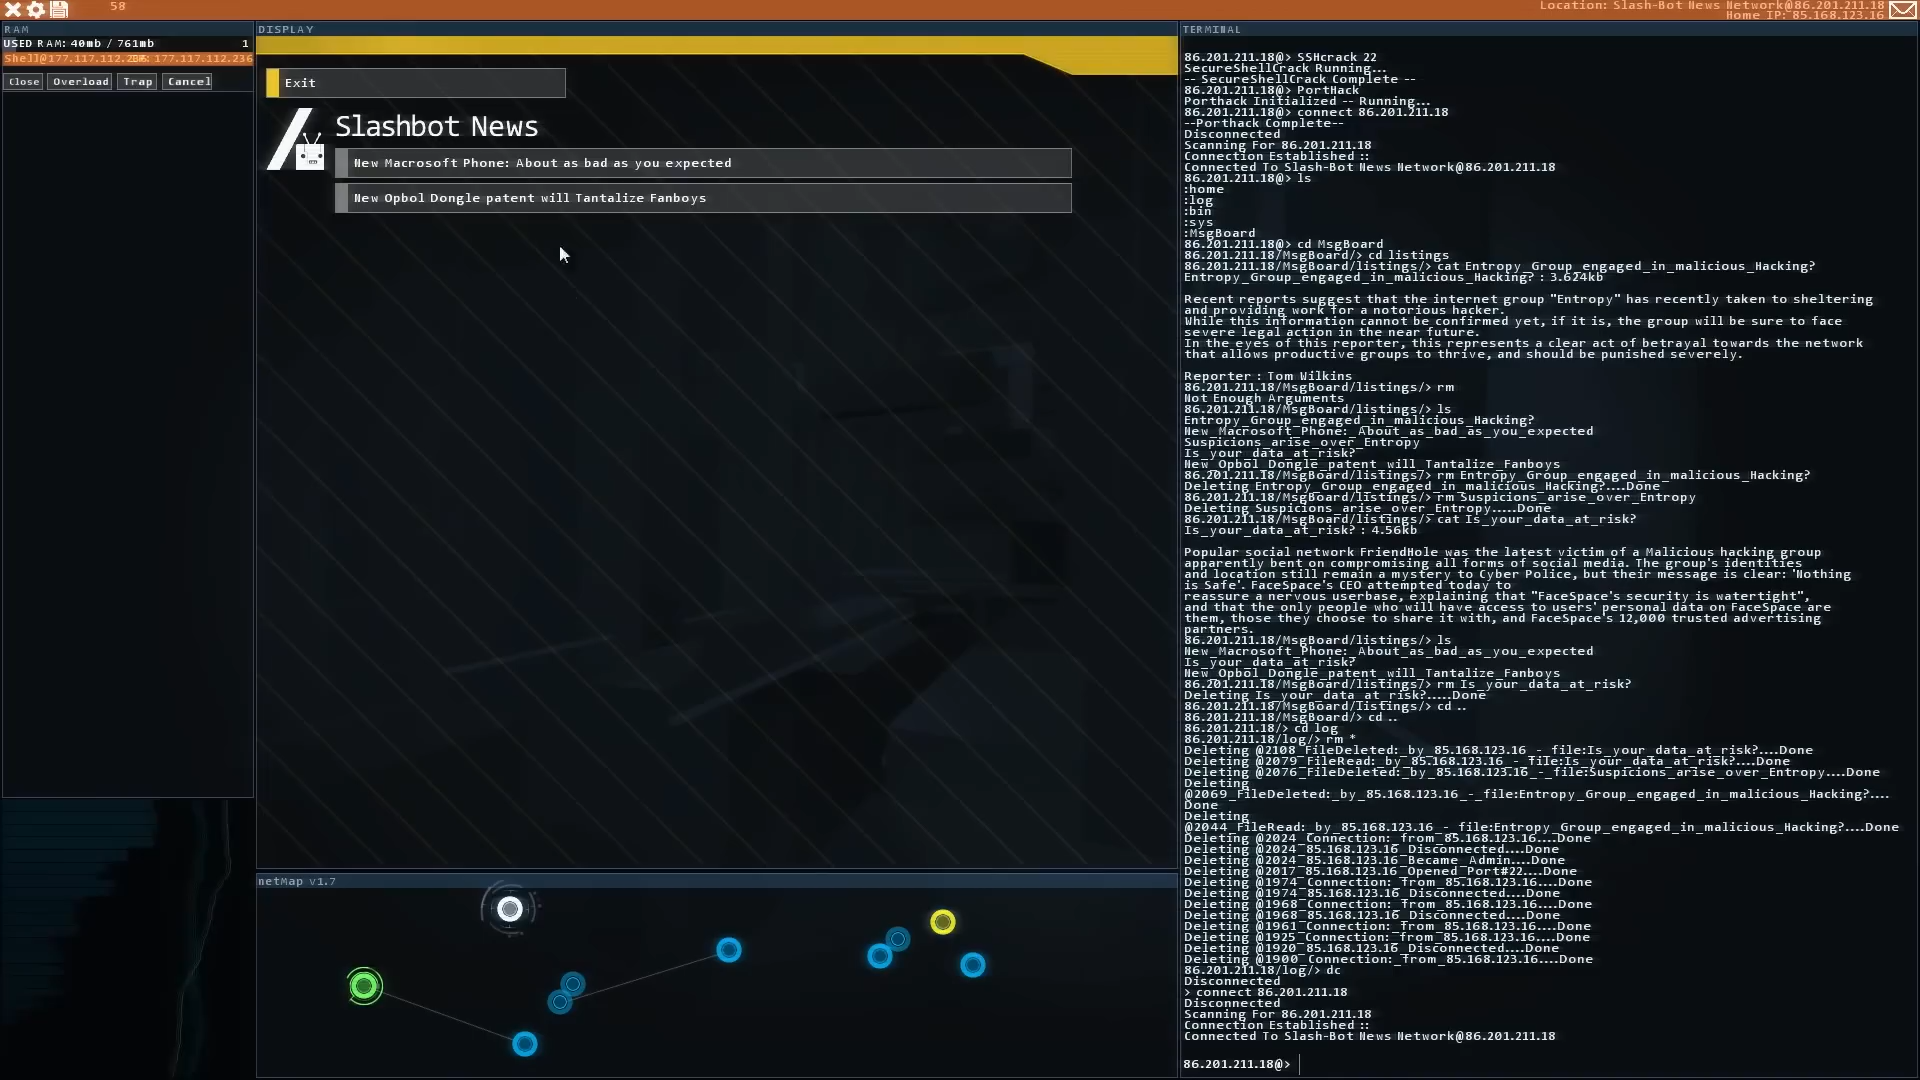 58
Location: Slash-Bot News Network@86.201.211.18
Home IP: 85.168.123.16
RAM
USED RAM: 40mb / 761mb 1
Close Overload Trap Cancel
DISPLAY
Exit
Slashbot News
New Macrosoft Phone: About as bad as you expected
New Opbol Dongle patent will Tantalize Fanboys
netMap v1.7
TERMINAL
86.201.211.18@> SSHcrack 22
SecureShellCrack Running...
-- SecureShellCrack Complete --
86.201.211.18@> PortHack
Porthack Initialized -- Running...
86.201.211.18@> connect 86.201.211.18
--Porthack Complete--
Disconnected
Scanning For 86.201.211.18
Connection Established ::
Connected To Slash-Bot News Network@86.201.211.18
86.201.211.18@> ls
:home
:log
:bin
:sys
:MsgBoard
86.201.211.18@> cd MsgBoard
86.201.211.18/MsgBoard/> cd listings
86.201.211.18/MsgBoard/listings/> cat Entropy_Group_engaged_in_malicious_Hacking?
Entropy_Group_engaged_in_malicious_Hacking? : 3.624kb
Recent reports suggest that the internet group "Entropy" has recently taken to sheltering
and providing work for a notorious hacker.
While this information cannot be confirmed yet, if it is, the group will be sure to face
severe legal action in the near future.
In the eyes of this reporter, this represents a clear act of betrayal towards the network
that allows productive groups to thrive, and should be punished severely.
Reporter : Tom Wilkins
86.201.211.18/MsgBoard/listings/> rm
Not Enough Arguments
86.201.211.18/MsgBoard/listings/> ls
Entropy_Group_engaged_in_malicious_Hacking?
New_Macrosoft_Phone:_About_as_bad_as_you_expected
Suspicions_arise_over_Entropy
Is_your_data_at_risk?
New_Opbol_Dongle_patent_will_Tantalize_Fanboys
86.201.211.18/MsgBoard/listings/> rm Entropy_Group_engaged_in_malicious_Hacking?
Deleting Entropy_Group_engaged_in_malicious_Hacking?....Done
86.201.211.18/MsgBoard/listings/> rm Suspicions_arise_over_Entropy
Deleting Suspicions_arise_over_Entropy.....Done
86.201.211.18/MsgBoard/listings/> cat Is_your_data_at_risk?
Is_your_data_at_risk? : 4.56kb
Popular social network FriendHole was the latest victim of a Malicious hacking group
apparently bent on compromising all forms of social media. The group's identities
and location still remain a mystery to Cyber Police, but their message is clear: 'Nothing
is Safe'. FaceSpace's CEO attempted today to
reassure a nervous userbase, explaining that "FaceSpace's security is watertight",
and that the only people who will have access to users' personal data on FaceSpace are
them, those they choose to share it with, and FaceSpace's 12,000 trusted advertising
partners.
86.201.211.18/MsgBoard/listings/> ls
New_Macrosoft_Phone:_About_as_bad_as_you_expected
Is_your_data_at_risk?
New_Opbol_Dongle_patent_will_Tantalize_Fanboys
86.201.211.18/MsgBoard/listings/> rm Is_your_data_at_risk?
Deleting Is_your_data_at_risk?.....Done
86.201.211.18/MsgBoard/listings/> cd ..
86.201.211.18/MsgBoard/> cd ..
86.201.211.18/> cd log
86.201.211.18/log/> rm *
Deleting @2108_FileDeleted:_by_85.168.123.16_-_file:Is_your_data_at_risk?....Done
Deleting @2079_FileRead:_by_85.168.123.16_-_file:Is_your_data_at_risk?....Done
Deleting @2076_FileDeleted:_by_85.168.123.16_-_file:Suspicions_arise_over_Entropy....Done
Deleting
@2069_FileDeleted:_by_85.168.123.16_-_file:Entropy_Group_engaged_in_malicious_Hacking?....
Done
Deleting
@2044_FileRead:_by_85.168.123.16_-_file:Entropy_Group_engaged_in_malicious_Hacking?....Done
Deleting @2024_Connection:_from_85.168.123.16....Done
Deleting @2024_85.168.123.16_Disconnected....Done
Deleting @2024_85.168.123.16_Became_Admin....Done
Deleting @2017_85.168.123.16_Opened_Port#22....Done
Deleting @1974_Connection:_from_85.168.123.16....Done
Deleting @1974_85.168.123.16_Disconnected....Done
Deleting @1968_Connection:_from_85.168.123.16....Done
Deleting @1968_85.168.123.16_Disconnected....Done
Deleting @1961_Connection:_from_85.168.123.16....Done
Deleting @1925_Connection:_from_85.168.123.16....Done
Deleting @1920_85.168.123.16_Disconnected....Done
Deleting @1900_Connection:_from_85.168.123.16....Done
86.201.211.18/log/> dc
Disconnected
> connect 86.201.211.18
Disconnected
Scanning For 86.201.211.18
Connection Established ::
Connected To Slash-Bot News Network@86.201.211.18
86.201.211.18@>